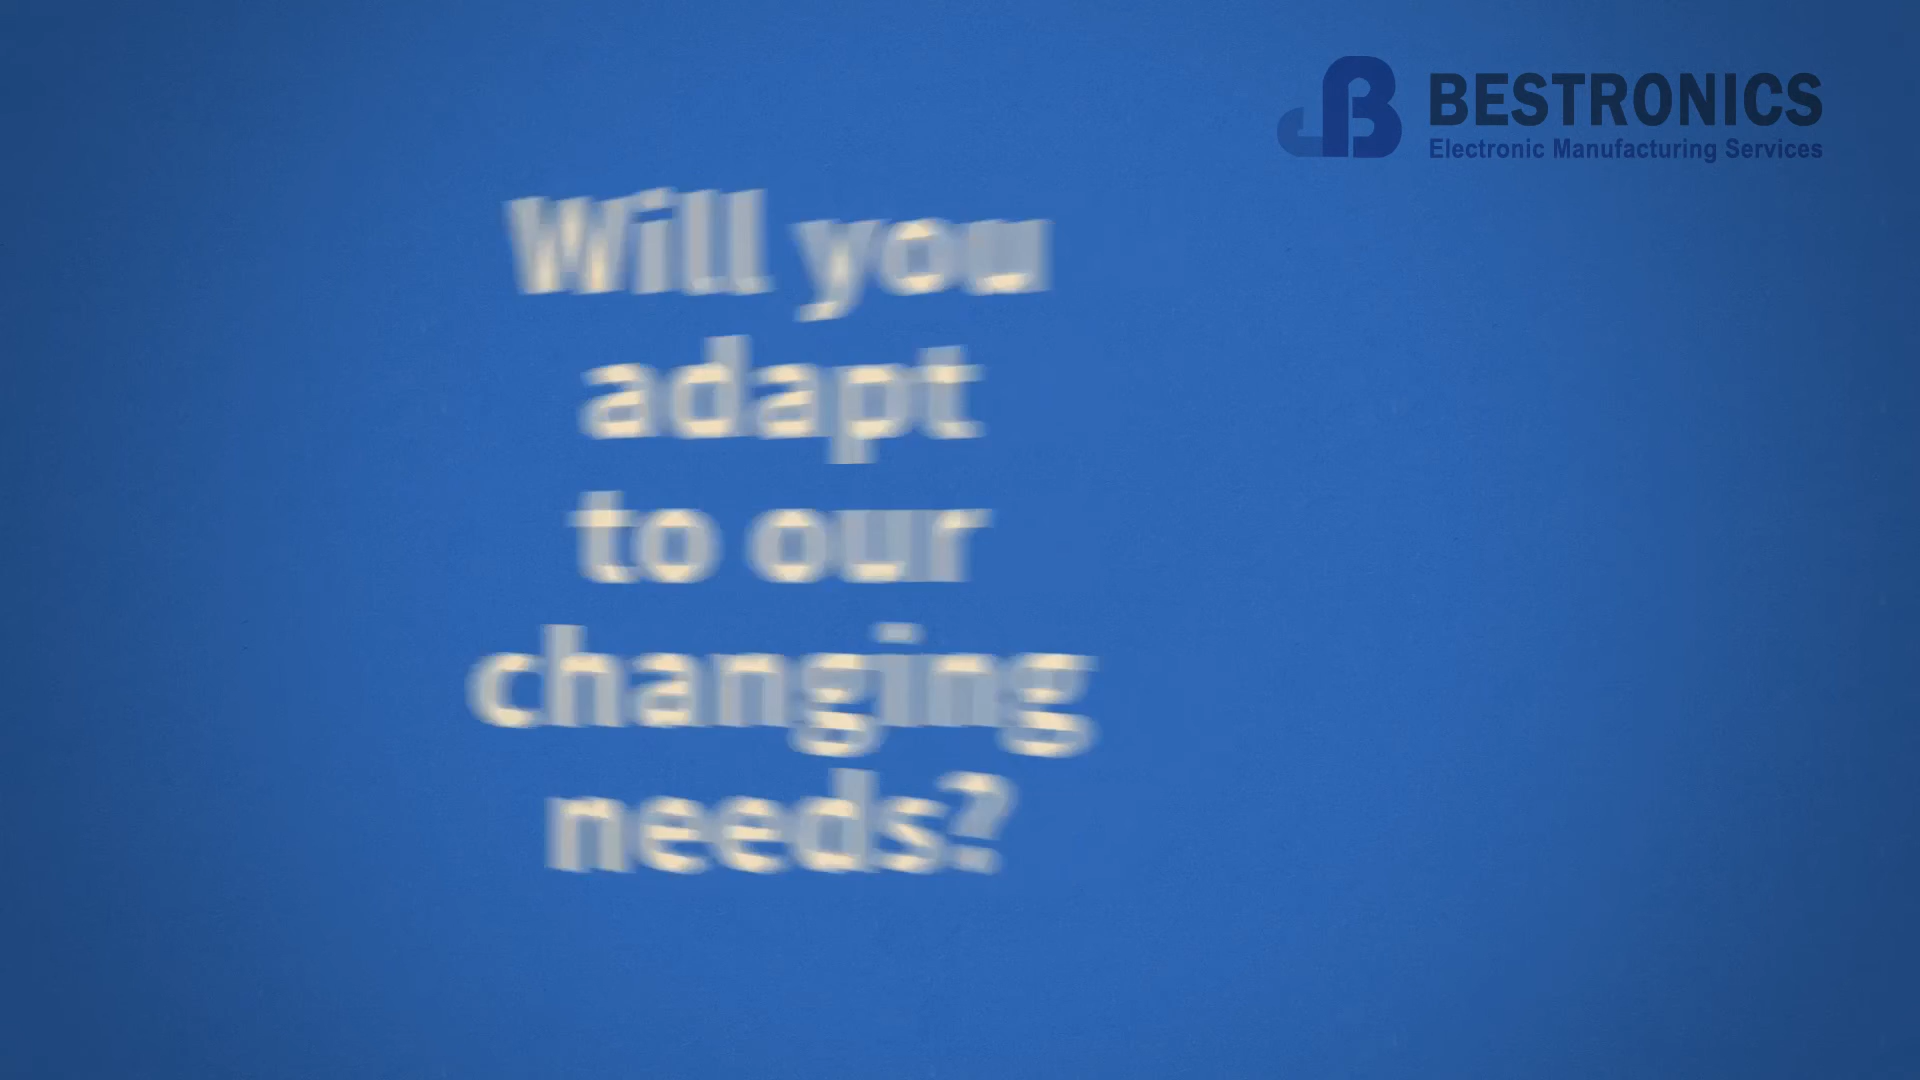 BESTRONICS
Electronic Manufacturing Services
Will you
adapt
to our
changing
needs?